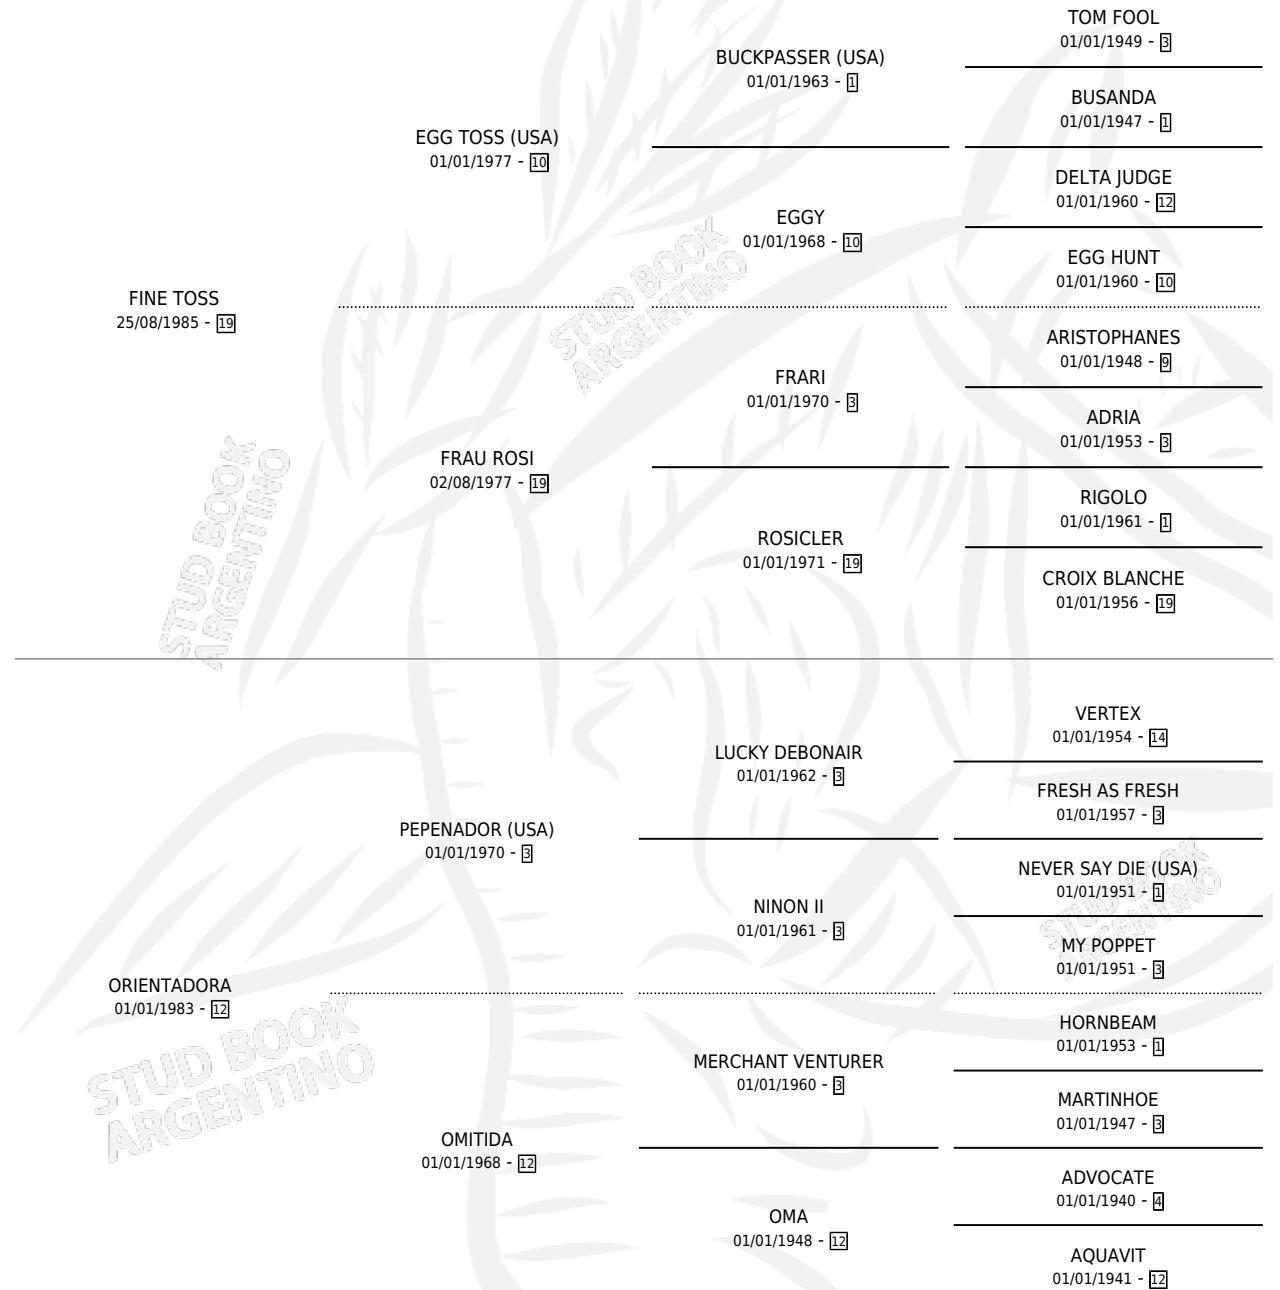 TOM FOOL
01/01/1949 - 3
BUCKPASSER (USA)
01/01/1963 - 1
BUSANDA
01/01/1947 - 1
EGG TOSS (USA)
01/01/1977 - 10
DELTA JUDGE
01/01/1960 - 12
EGGY
01/01/1968 - 10
EGG HUNT
01/01/1960 - 10
FINE TOSS
25/08/1985 - 19
ARISTOPHANES
01/01/1948 - 9
FRARI
01/01/1970 - 3
ADRIA
01/01/1953 - 3
FRAU ROSI
02/08/1977 - 19
RIGOLO
01/01/1961 - 1
ROSICLER
01/01/1971 - 19
CROIX BLANCHE
01/01/1956 - 19
VERTEX
01/01/1954 - 14
LUCKY DEBONAIR
01/01/1962 - 3
FRESH AS FRESH
01/01/1957 - 3
PEPENADOR (USA)
01/01/1970 - 3
NEVER SAY DIE (USA)
01/01/1951 - 1
NINON II
01/01/1961 - 3
MY POPPET
01/01/1951 - 3
ORIENTADORA
01/01/1983 - 12
HORNBEAM
01/01/1953 - 1
MERCHANT VENTURER
01/01/1960 - 3
MARTINHOE
01/01/1947 - 3
OMITIDA
01/01/1968 - 12
ADVOCATE
01/01/1940 - 4
OMA
01/01/1948 - 12
AQUAVIT
01/01/1941 - 12
STUD BOOK
ARGENTINO
STUD BOOK
ARGENTINO
STUD BOOK
ARGENTINO
STUD BOOK
ARGENTINO